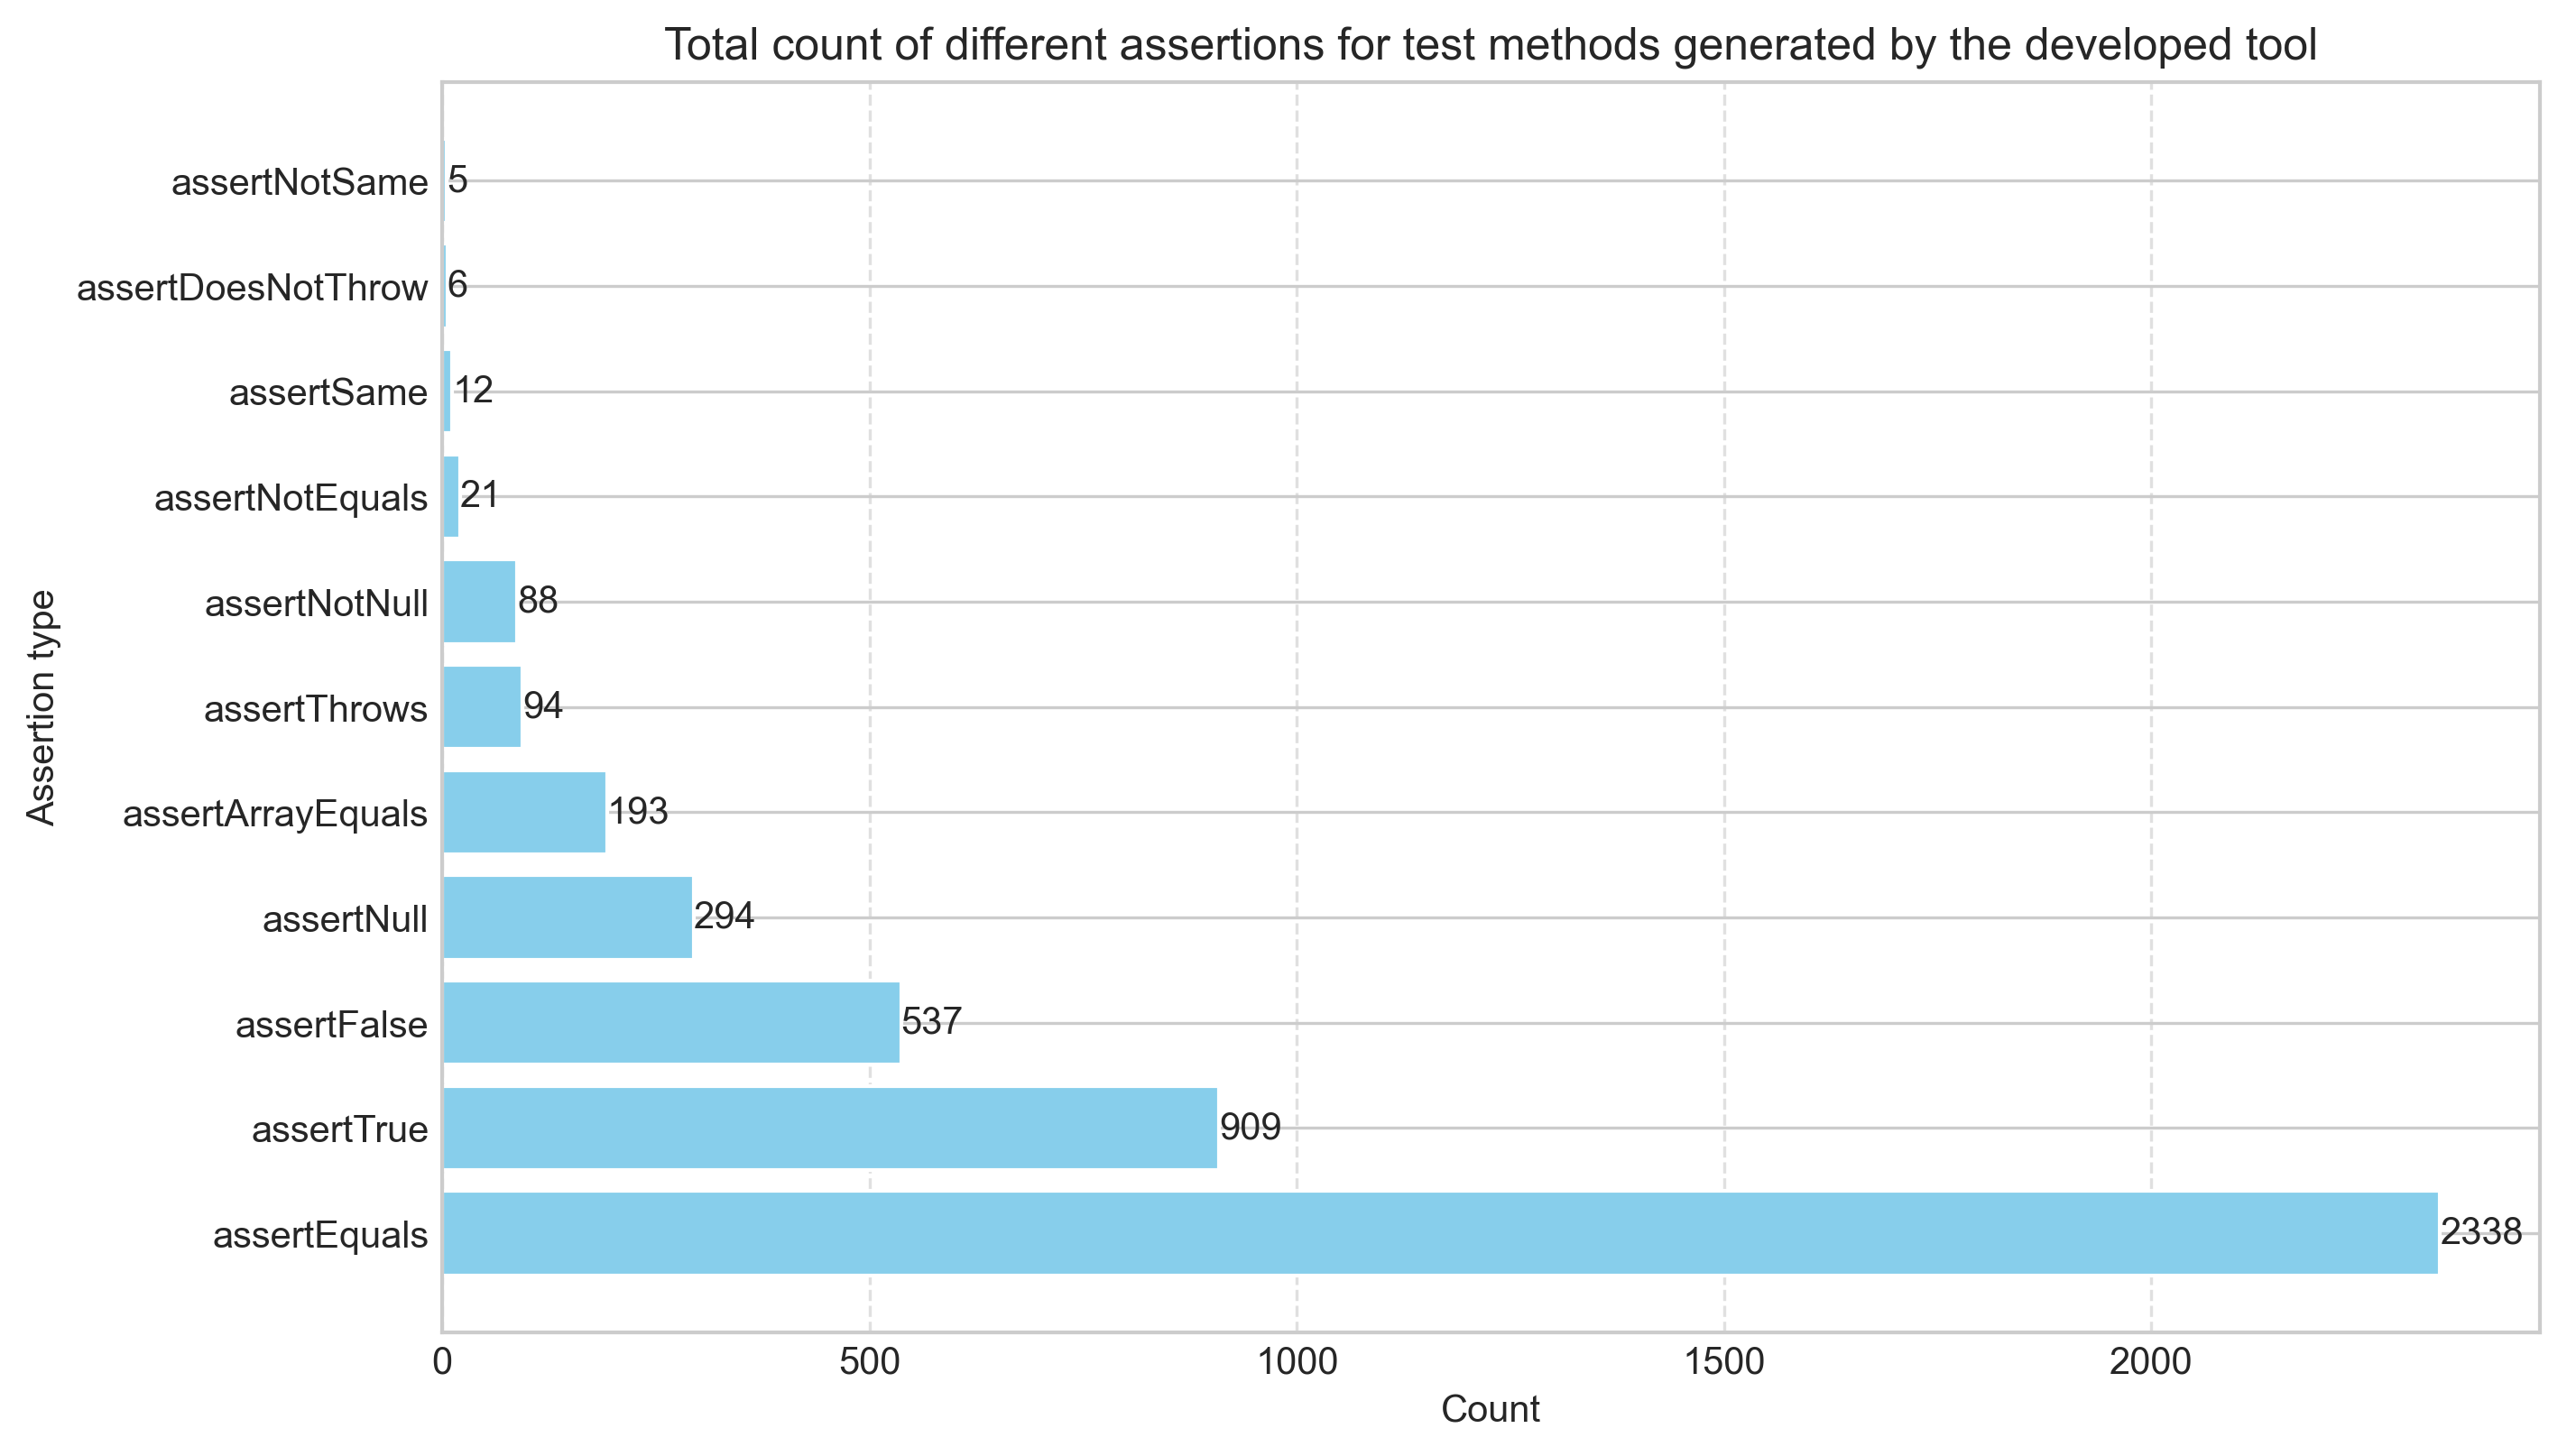 Total count of different assertions for test methods generated by the developed tool
Assertion type
assertNotSame 5
assertDoesNotThrow 6
assertSame 12
assertNotEquals 21
assertNotNull 88
assertThrows 94
assertArrayEquals 193
assertNull 294
assertFalse 537
assertTrue 909
assertEquals 2338
0 500 1000 1500 2000
Count